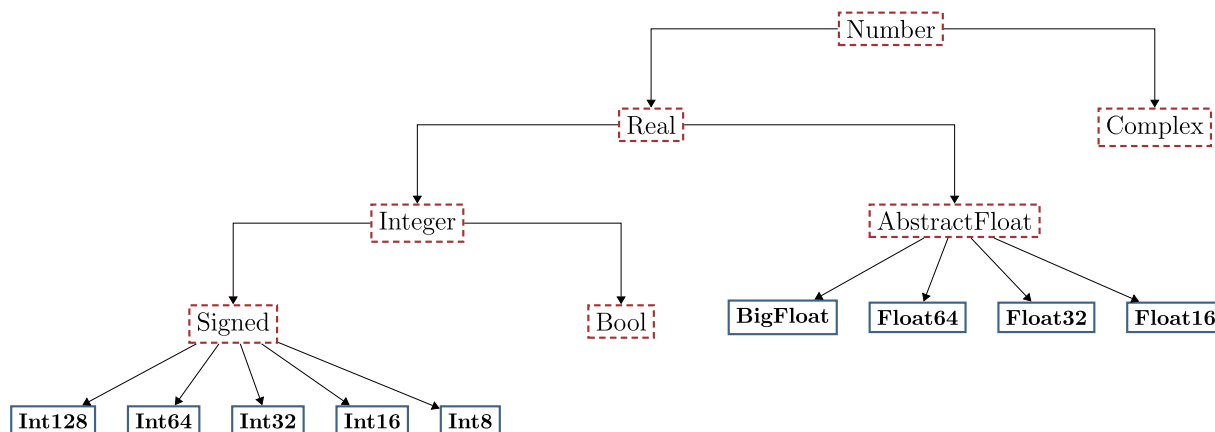 Number
Real
Complex
Integer
AbstractFloat
Signed
Bool
BigFloat
Float64
Float32
Float16
Int128
Int64
Int32
Int16
Int8